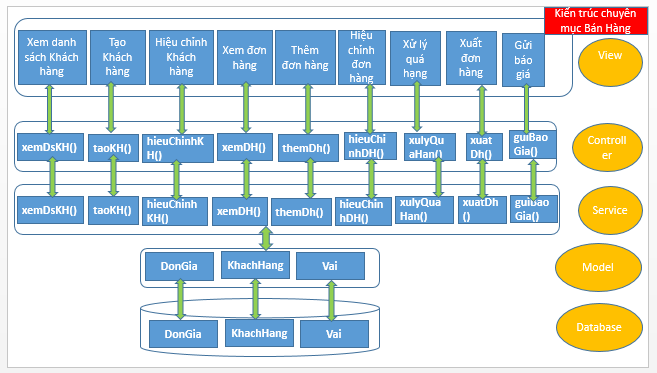 Kiến trúc chuyên
mục Bán Hàng
Xem danh
sách Khách
hàng
Tạo
Khách
hàng
Hiệu chỉnh
Khách
hàng
Xem đơn
hàng
Thêm
đơn hàng
Hiệu
chỉnh
đơn
hàng
Xử lý
quá
hạng
Xuất
đơn
hàng
Gửi
báo
giá
View
xemDsKH()
taoKH()
hieuChinhK
H()
xemDH()
themDh()
hieuChi
nhDH()
xulyQu
aHan()
xuat
Dh()
guiBao
Gia()
Controll
er
xemDsKH()
taoKH()
hieuChinh
KH()
xemDH()
themDh()
hieuChin
hDH()
xulyQua
Han()
xuatDh
()
guiBao
Gia()
Service
DonGia
KhachHang
Vai
Model
DonGia
KhachHang
Vai
Database